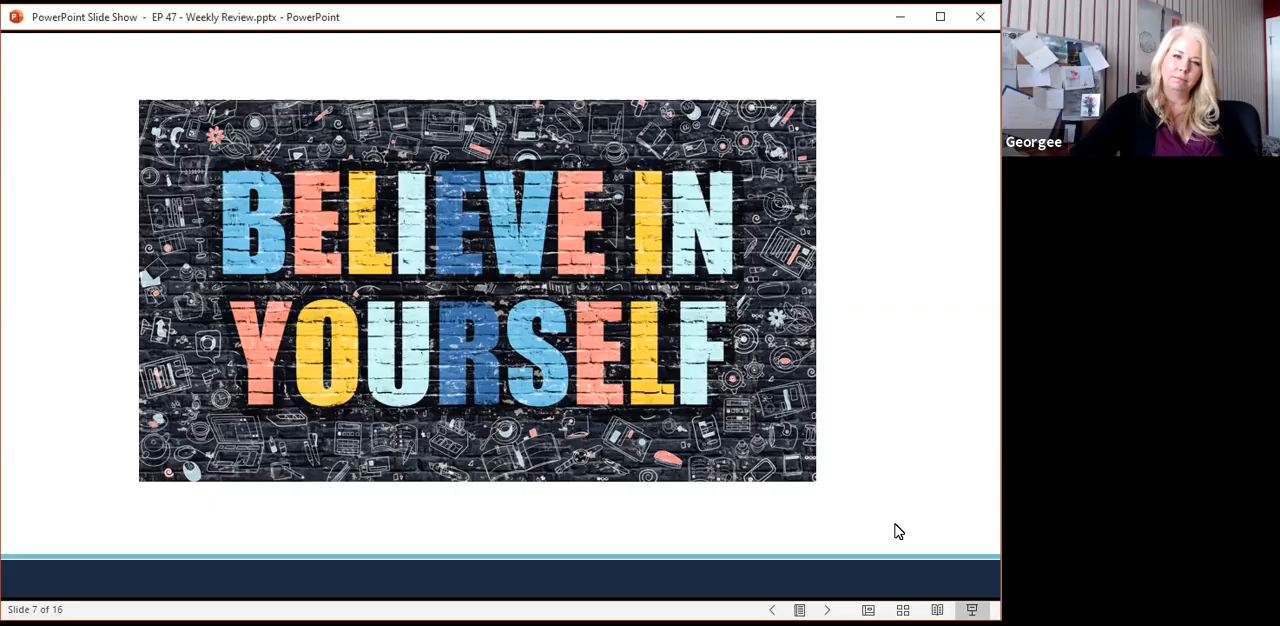 PowerPoint Slide Show - EP 47 - Weekly Review.pptx - PowerPoint
Georgee
BELIEVE IN
YOURSELF
Slide 7 of 16